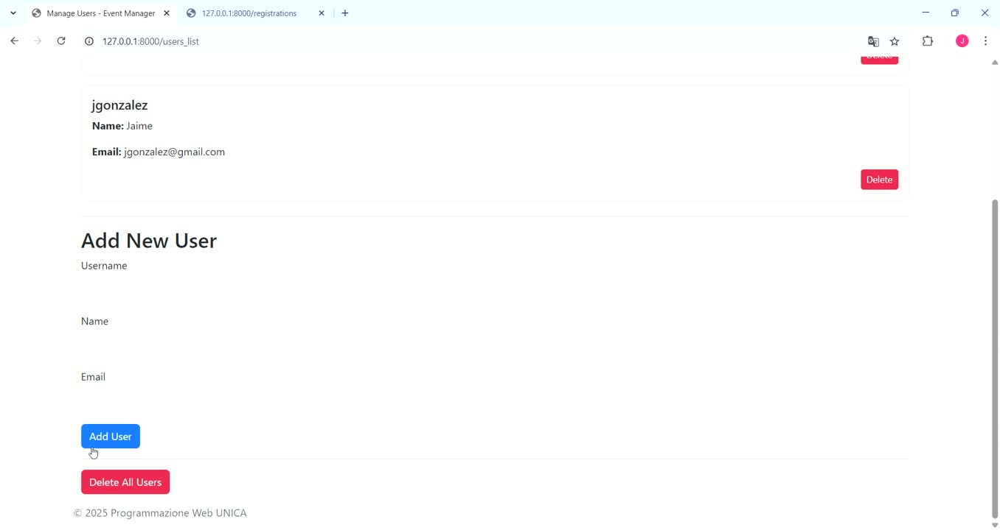 Manage Users - Event Manager
127.0.0.1:8000/registrations
127.0.0.1:8000/users_list
J
Delete
jgonzalez
Name: Jaime
Email: jgonzalez@gmail.com
Delete
Add New User
Username
Name
Email
Add User
Delete All Users
© 2025 Programmazione Web UNICA